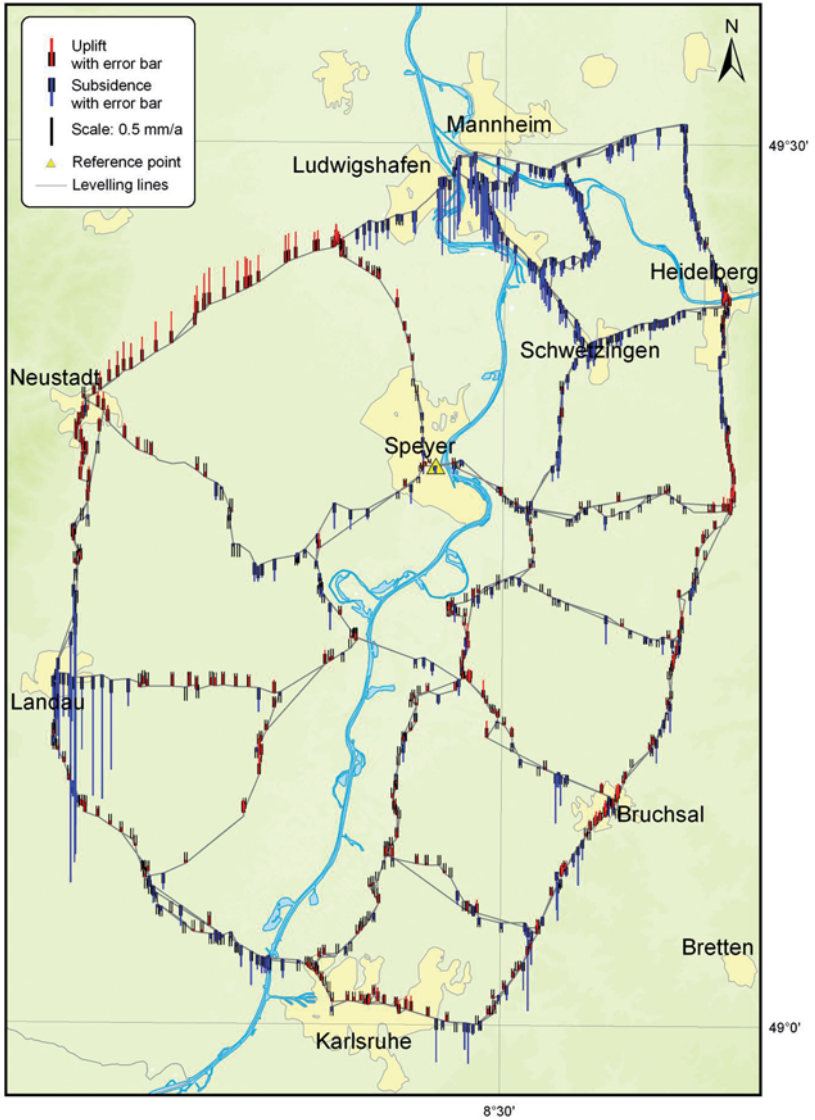 Uplift
with error bar
Subsidence
with error bar
Scale: 0.5 mm/a
Reference point
Levelling lines
N
Mannheim
49°30'
Ludwigshafen
Heidelberg
Schwetzingen
Neustadt
Speyer
Landau
Bruchsal
Bretten
Karlsruhe
49°0'
8°30'